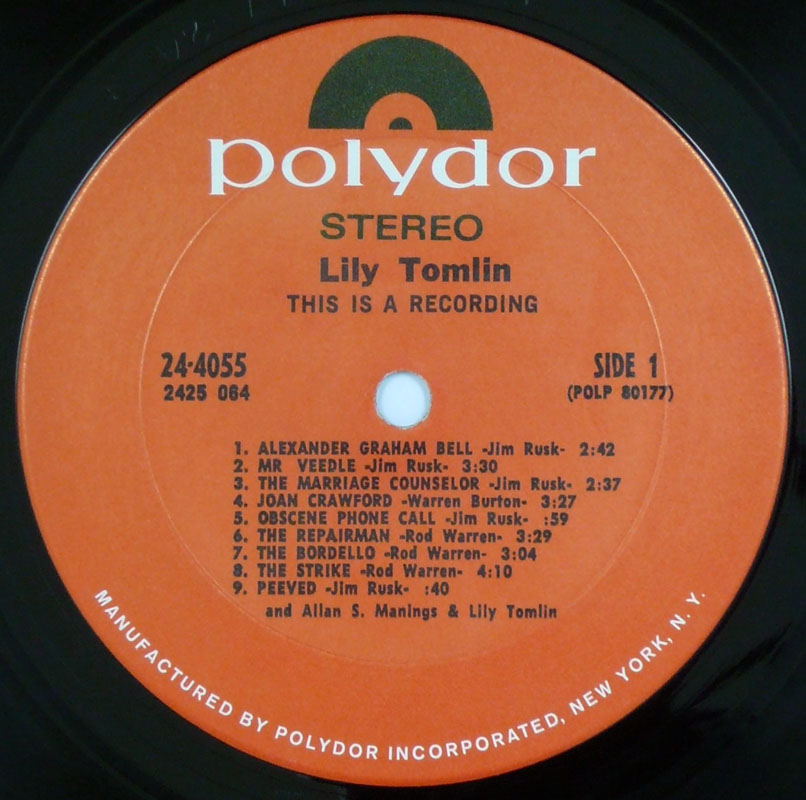 polydor
STEREO
Lily Tomlin
THIS IS A RECORDING
24-4055
2425 064
SIDE 1
(POLP 80177)
1. ALEXANDER GRAHAM BELL -Jim Rusk- 2:42
2. MR VEEDLE -Jim Rusk- 3:30
3. THE MARRIAGE COUNSELOR -Jim Rusk- 2:37
4. JOAN CRAWFORD -Warren Burton- 3:27
5. OBSCENE PHONE CALL -Jim Rusk- :59
6. THE REPAIRMAN -Rod Warren- 3:29
7. THE BORDELLO -Rod Warren- 3:04
8. THE STRIKE -Rod Warren- 4:10
9. PEEVED -Jim Rusk- :40
and Allan S. Manings & Lily Tomlin
MANUFACTURED BY POLYDOR INCORPORATED, NEW YORK, N. Y.